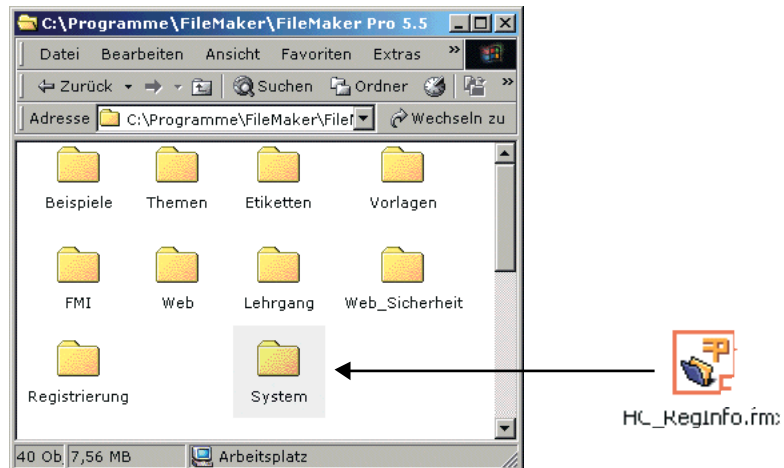 C:\Programme\FileMaker\FileMaker Pro 5.5
Datei Bearbeiten Ansicht Favoriten Extras »
Zurück Suchen Ordner »
Adresse C:\Programme\FileMaker\File Wechseln zu
Beispiele Themen Etiketten Vorlagen
FMI Web Lehrgang Web_Sicherheit
Registrierung System
HC_RegInfo.fmx
40 Ob 7,56 MB Arbeitsplatz